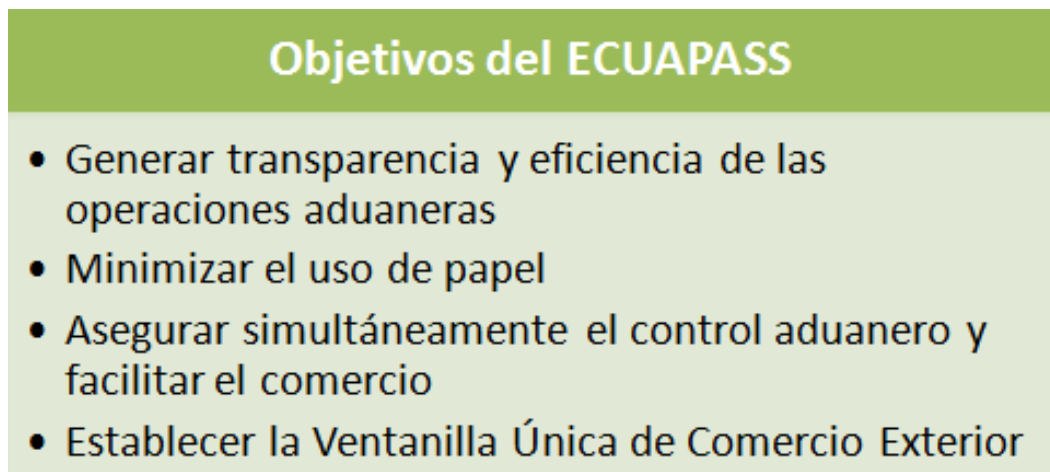 Objetivos del ECUAPASS
• Generar transparencia y eficiencia de las
operaciones aduaneras
• Minimizar el uso de papel
• Asegurar simultáneamente el control aduanero y
facilitar el comercio
• Establecer la Ventanilla Única de Comercio Exterior